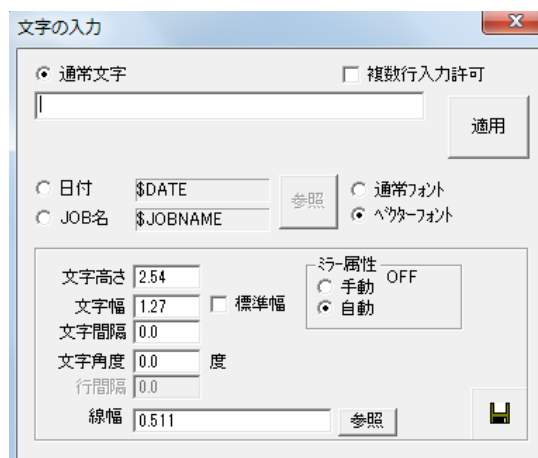 文字の入力
通常文字
複数行入力許可
適用
日付 $DATE
参照
通常フォント
JOB名 $JOBNAME
ベクターフォント
文字高さ 2.54
文字幅 1.27 標準幅
文字間隔 0.0
文字角度 0.0 度
行間隔 0.0
線幅 0.511 参照
ミラー属性
手動 OFF
自動